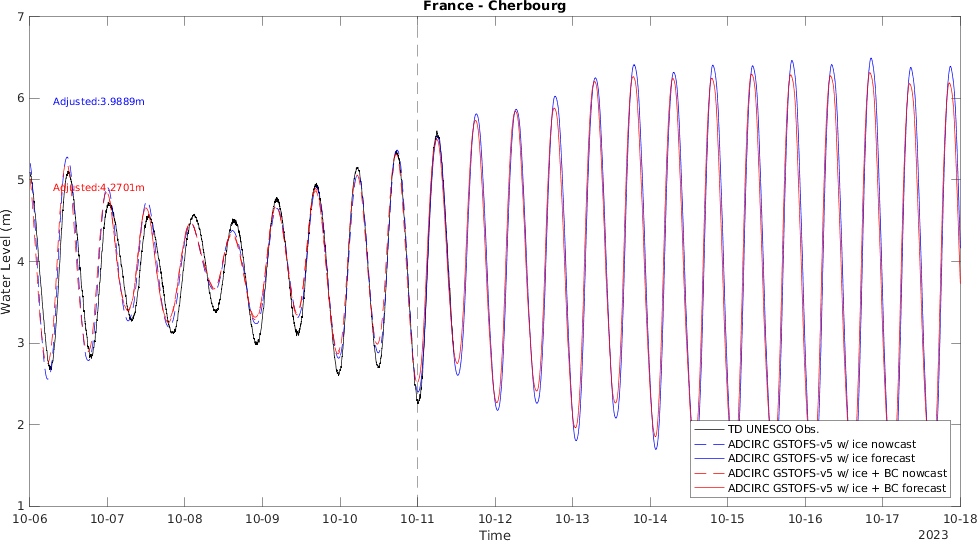 France - Cherbourg
7
6
5
4
3
2
1
Water Level (m)
Adjusted:3.9889m
Adjusted:4.2701m
TD UNESCO Obs.
ADCIRC GSTOFS-v5 w/ ice nowcast
ADCIRC GSTOFS-v5 w/ ice forecast
ADCIRC GSTOFS-v5 w/ ice + BC nowcast
ADCIRC GSTOFS-v5 w/ ice + BC forecast
10-06 10-07 10-08 10-09 10-10 10-11 10-12 10-13 10-14 10-15 10-16 10-17 10-18
Time
2023